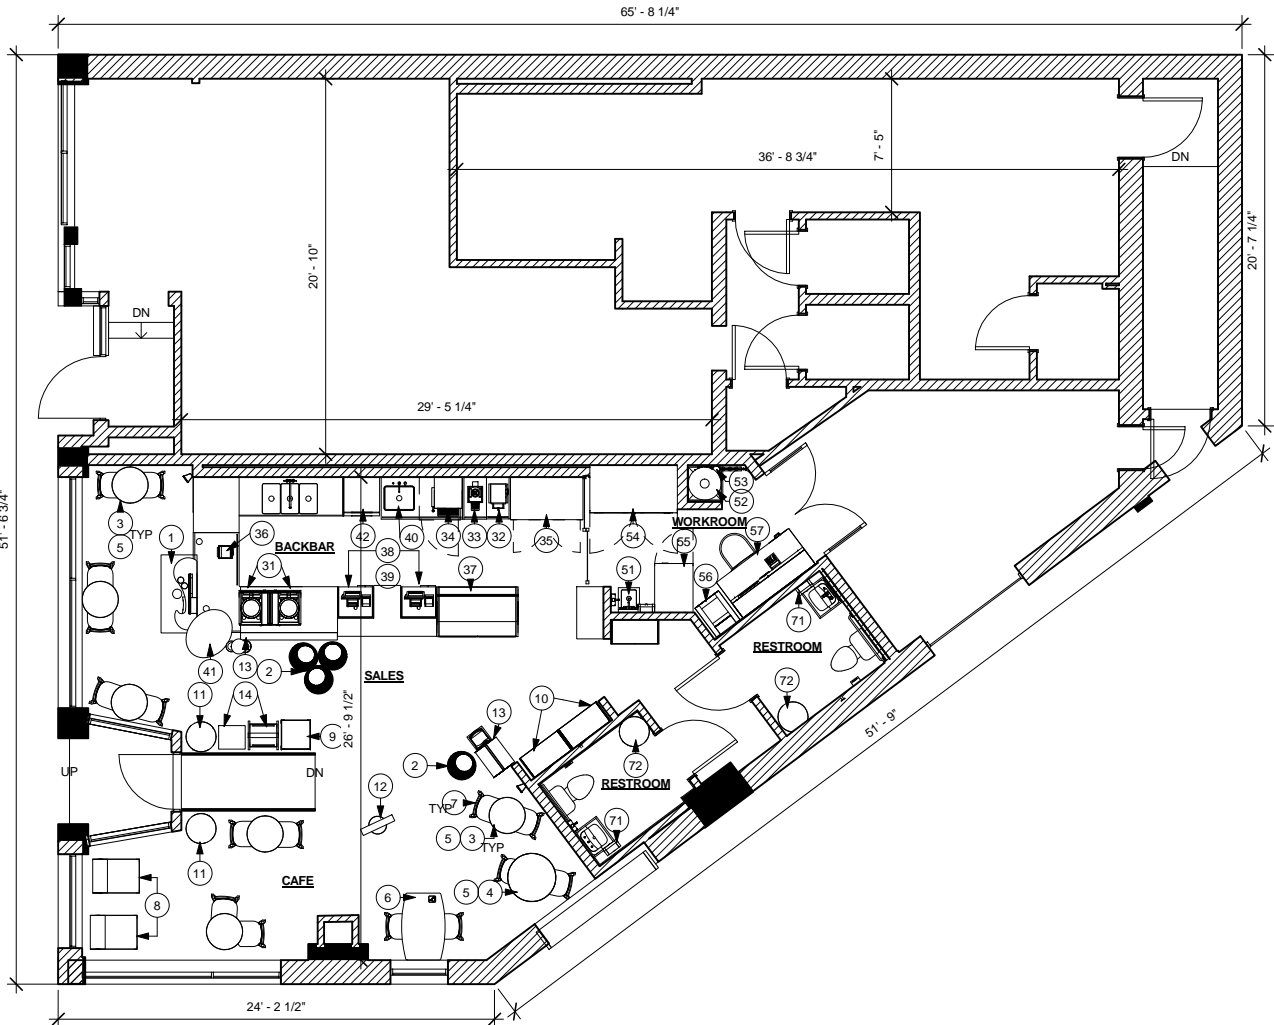 65' - 8 1/4"
36' - 8 3/4"
7' - 5"
DN
20' - 7 1/4"
20' - 10"
DN
29' - 5 1/4"
51' - 6 3/4"
3
TYP
5
1
36
BACKBAR
31
42
38
39
40
34
33
32
35
37
54
53
52
WORKROOM
57
55
51
56
71
RESTROOM
72
41
13
2
SALES
11
14
9
26' - 9 1/2"
13
10
UP
DN
2
72
RESTROOM
51' - 9"
12
TYP
7
5
3
TYP
71
11
CAFE
8
6
5
4
24' - 2 1/2"